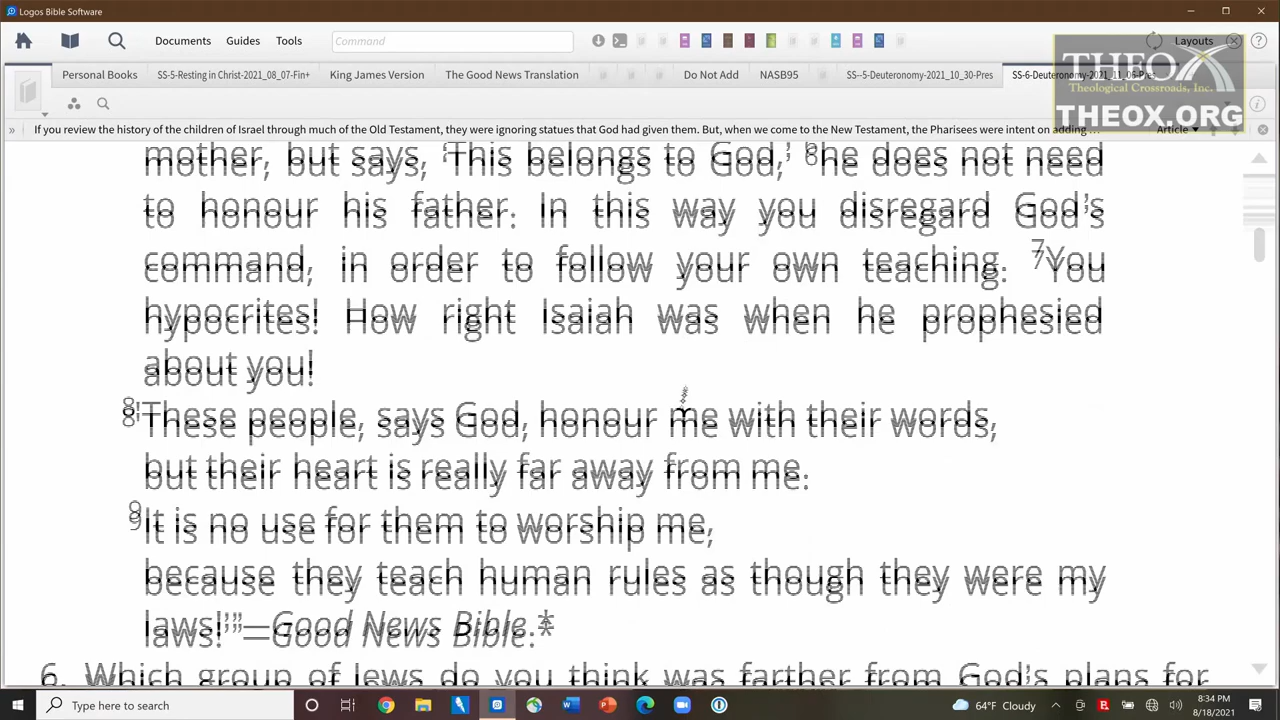 Logos Bible Software
Documents Guides Tools Command Layouts
Personal Books SS-5-Resting in Christ-2021_08_07-Fin+ King James Version The Good News Translation Do Not Add NASB95 SS--5-Deuteronomy-2021_10_30-Pres SS-6-Deuteronomy-2021_11_06-Pres
THEOX
Theological Crossroads, Inc.
THEOX.ORG
» If you review the history of the children of Israel through much of the Old Testament, they were ignoring statues that God had given them. But, when we come to the New Testament, the Pharisees were intent on adding … Article
mother, but says, ‘This belongs to God,’ 6he does not need
to honour his father. In this way you disregard God’s
command, in order to follow your own teaching. 7You
hypocrites! How right Isaiah was when he prophesied
about you!
8‘These people, says God, honour me with their words,
but their heart is really far away from me.
9It is no use for them to worship me,
because they teach human rules as though they were my
laws!’”—Good News Bible.*
6. Which group of Jews do you think was farther from God’s plans for
Type here to search 64°F Cloudy 8:34 PM
8/18/2021